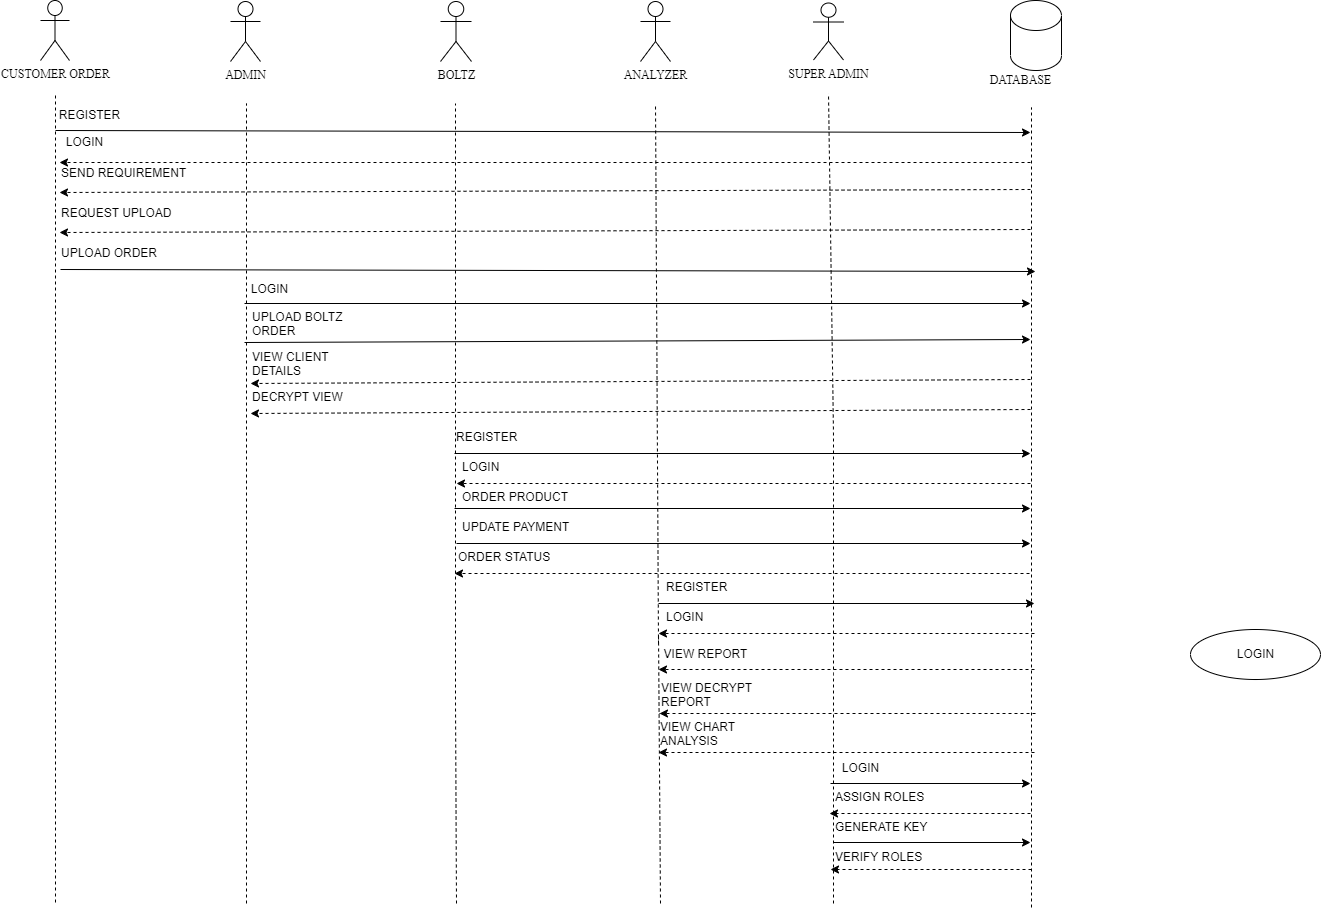 CUSTOMER ORDER
ADMIN
BOLTZ
ANALYZER
SUPER ADMIN
DATABASE
REGISTER
LOGIN
SEND REQUIREMENT
REQUEST UPLOAD
UPLOAD ORDER
LOGIN
UPLOAD BOLTZ
ORDER
VIEW CLIENT
DETAILS
DECRYPT VIEW
REGISTER
LOGIN
ORDER PRODUCT
UPDATE PAYMENT
ORDER STATUS
REGISTER
LOGIN
VIEW REPORT
LOGIN
VIEW DECRYPT
REPORT
VIEW CHART
ANALYSIS
LOGIN
ASSIGN ROLES
GENERATE KEY
VERIFY ROLES